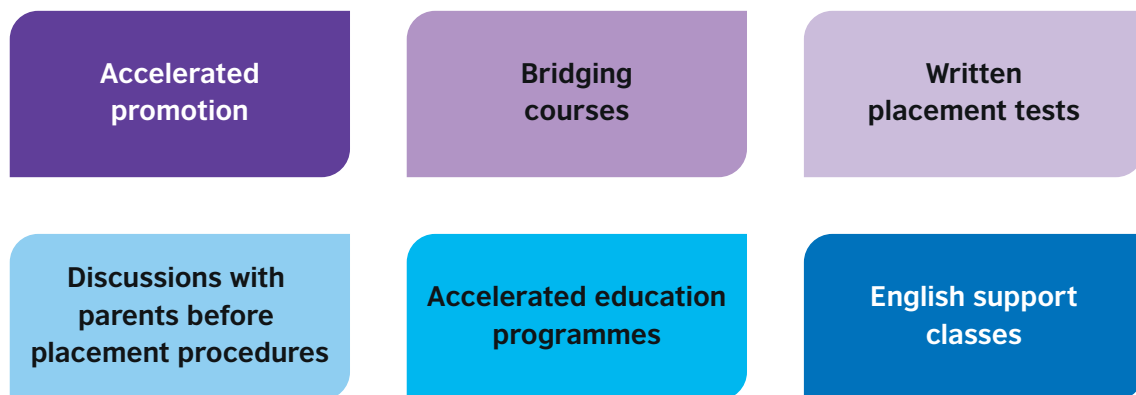 Accelerated
promotion
Bridging
courses
Written
placement tests
Discussions with
parents before
placement procedures
Accelerated education
programmes
English support
classes